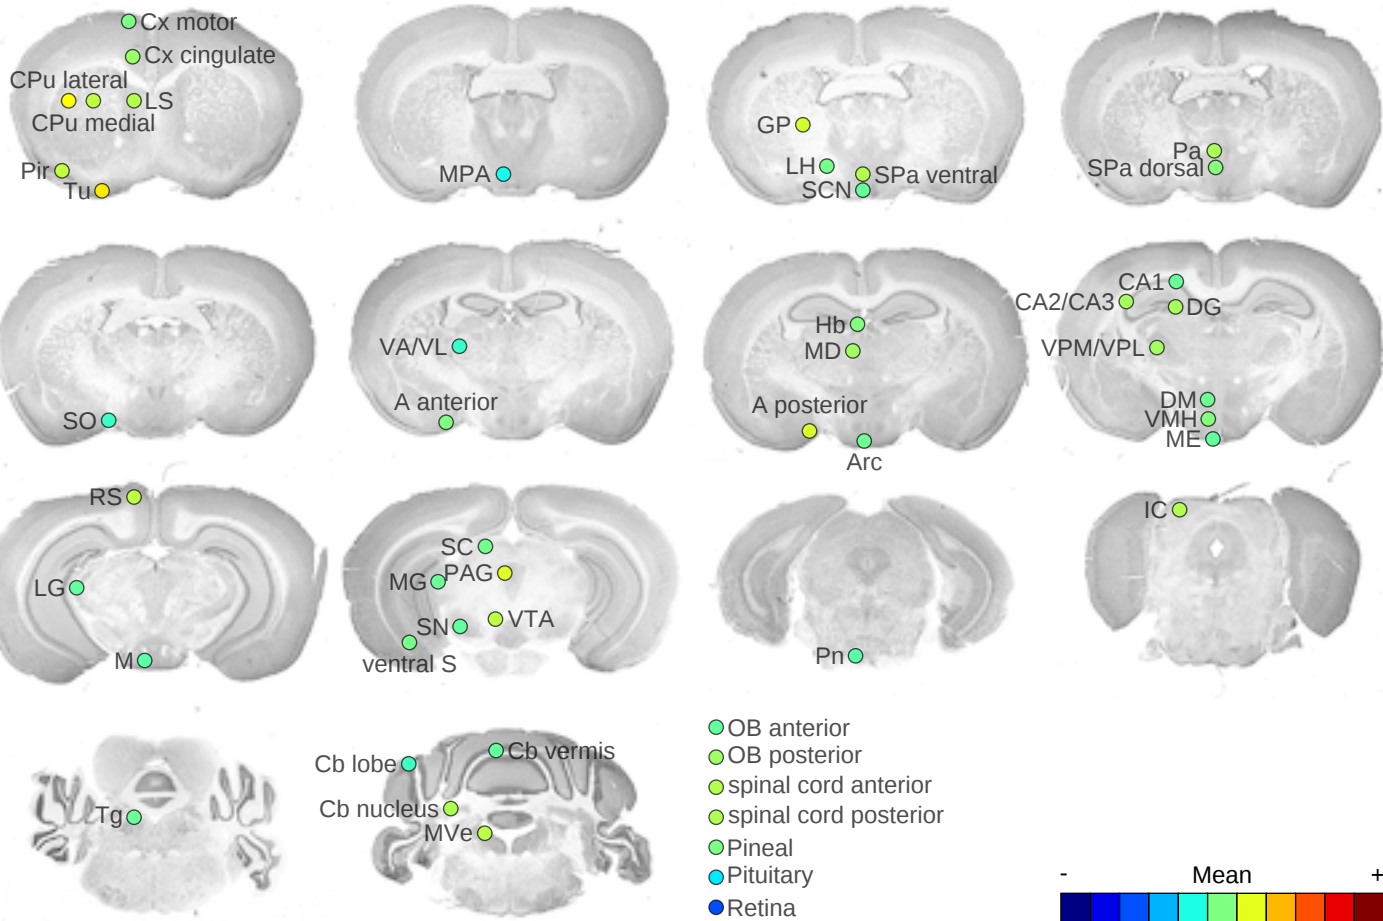 Cx motor
Cx cingulate
CPu lateral
LS
CPu medial
Pir
Tu
MPA
GP
LH
SPa ventral
SCN
Pa
SPa dorsal
SO
VA/VL
A anterior
Hb
MD
A posterior
Arc
CA1
CA2/CA3
DG
VPM/VPL
DM
VMH
ME
RS
LG
M
SC
PAG
MG
VTA
SN
ventral S
Pn
IC
Tg
Cb vermis
Cb lobe
Cb nucleus
MVe
OB anterior
OB posterior
spinal cord anterior
spinal cord posterior
Pineal
Pituitary
Retina
- Mean +